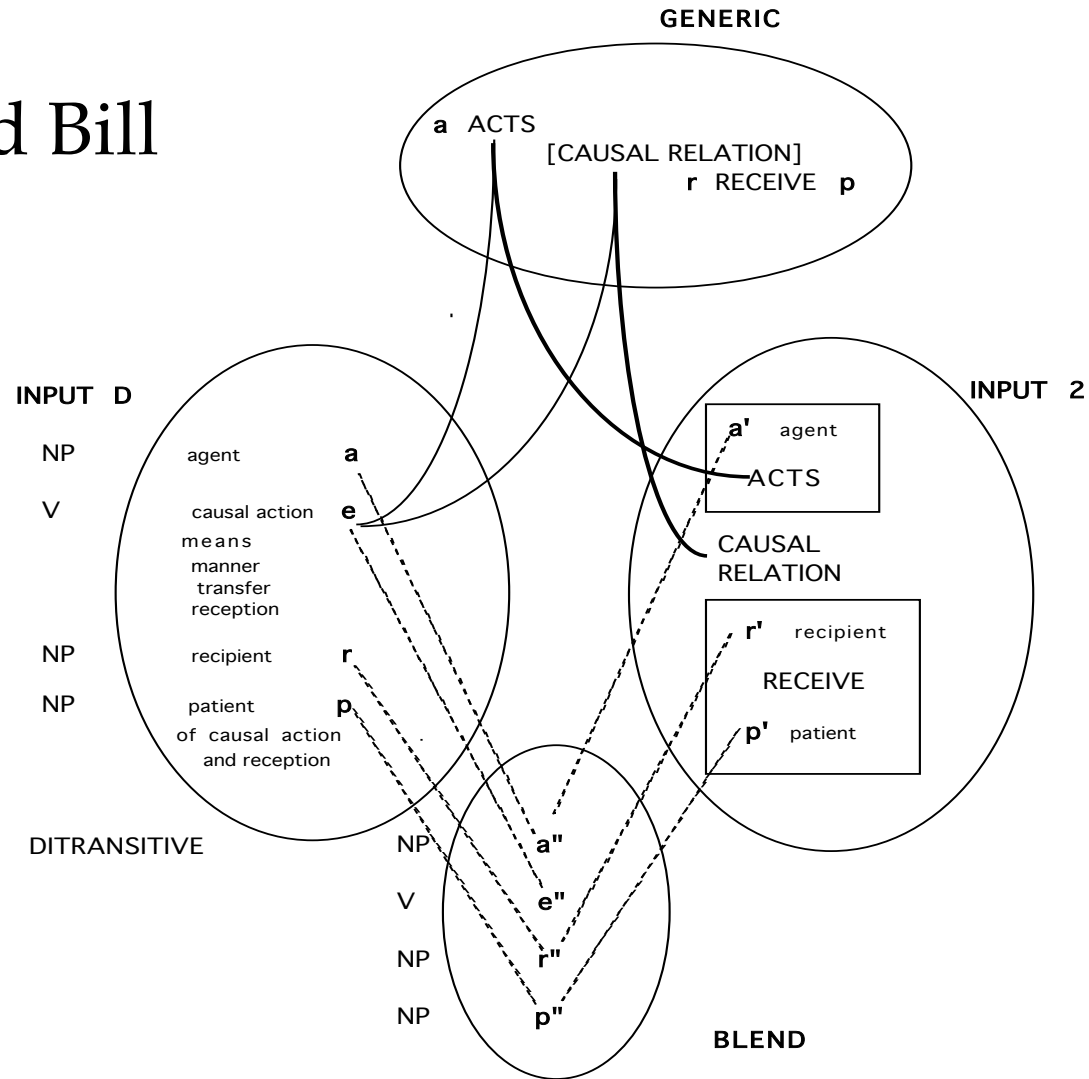 GENERIC
d Bill
a ACTS
[CAUSAL RELATION]
r RECEIVE p
INPUT D
NP agent a
V causal action e
means
manner
transfer
reception
NP recipient r
NP patient p
of causal action
and reception
DITRANSITIVE
INPUT 2
a' agent
ACTS
CAUSAL
RELATION
r' recipient
RECEIVE
p' patient
NP a"
V e"
NP r"
NP p"
BLEND